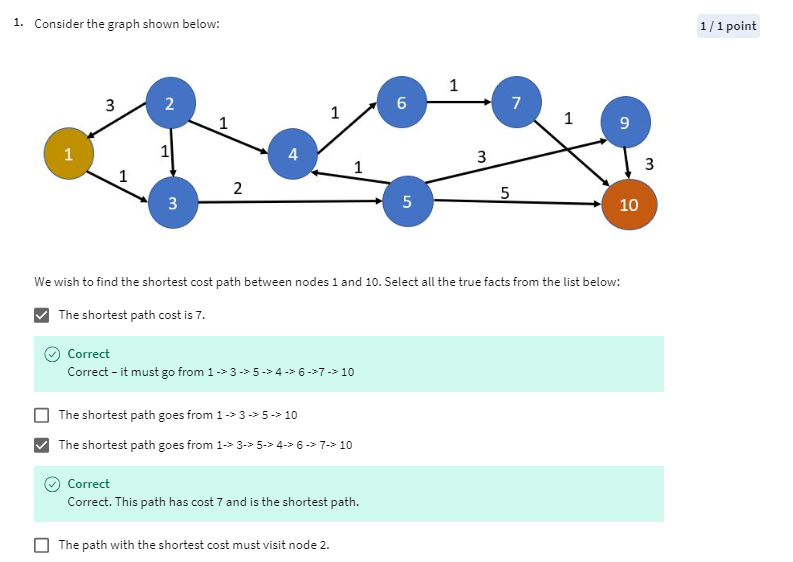 1. Consider the graph shown below:
1 / 1 point
1
3 2 1 6 1 7 9
1 1 4 1 1
1 3 2 1 5 3 5 3 10
We wish to find the shortest cost path between nodes 1 and 10. Select all the true facts from the list below:
The shortest path cost is 7.
Correct
Correct – it must go from 1 -> 3 -> 5 -> 4 -> 6 ->7 -> 10
The shortest path goes from 1 -> 3 -> 5 -> 10
The shortest path goes from 1-> 3-> 5-> 4-> 6 -> 7-> 10
Correct
Correct. This path has cost 7 and is the shortest path.
The path with the shortest cost must visit node 2.